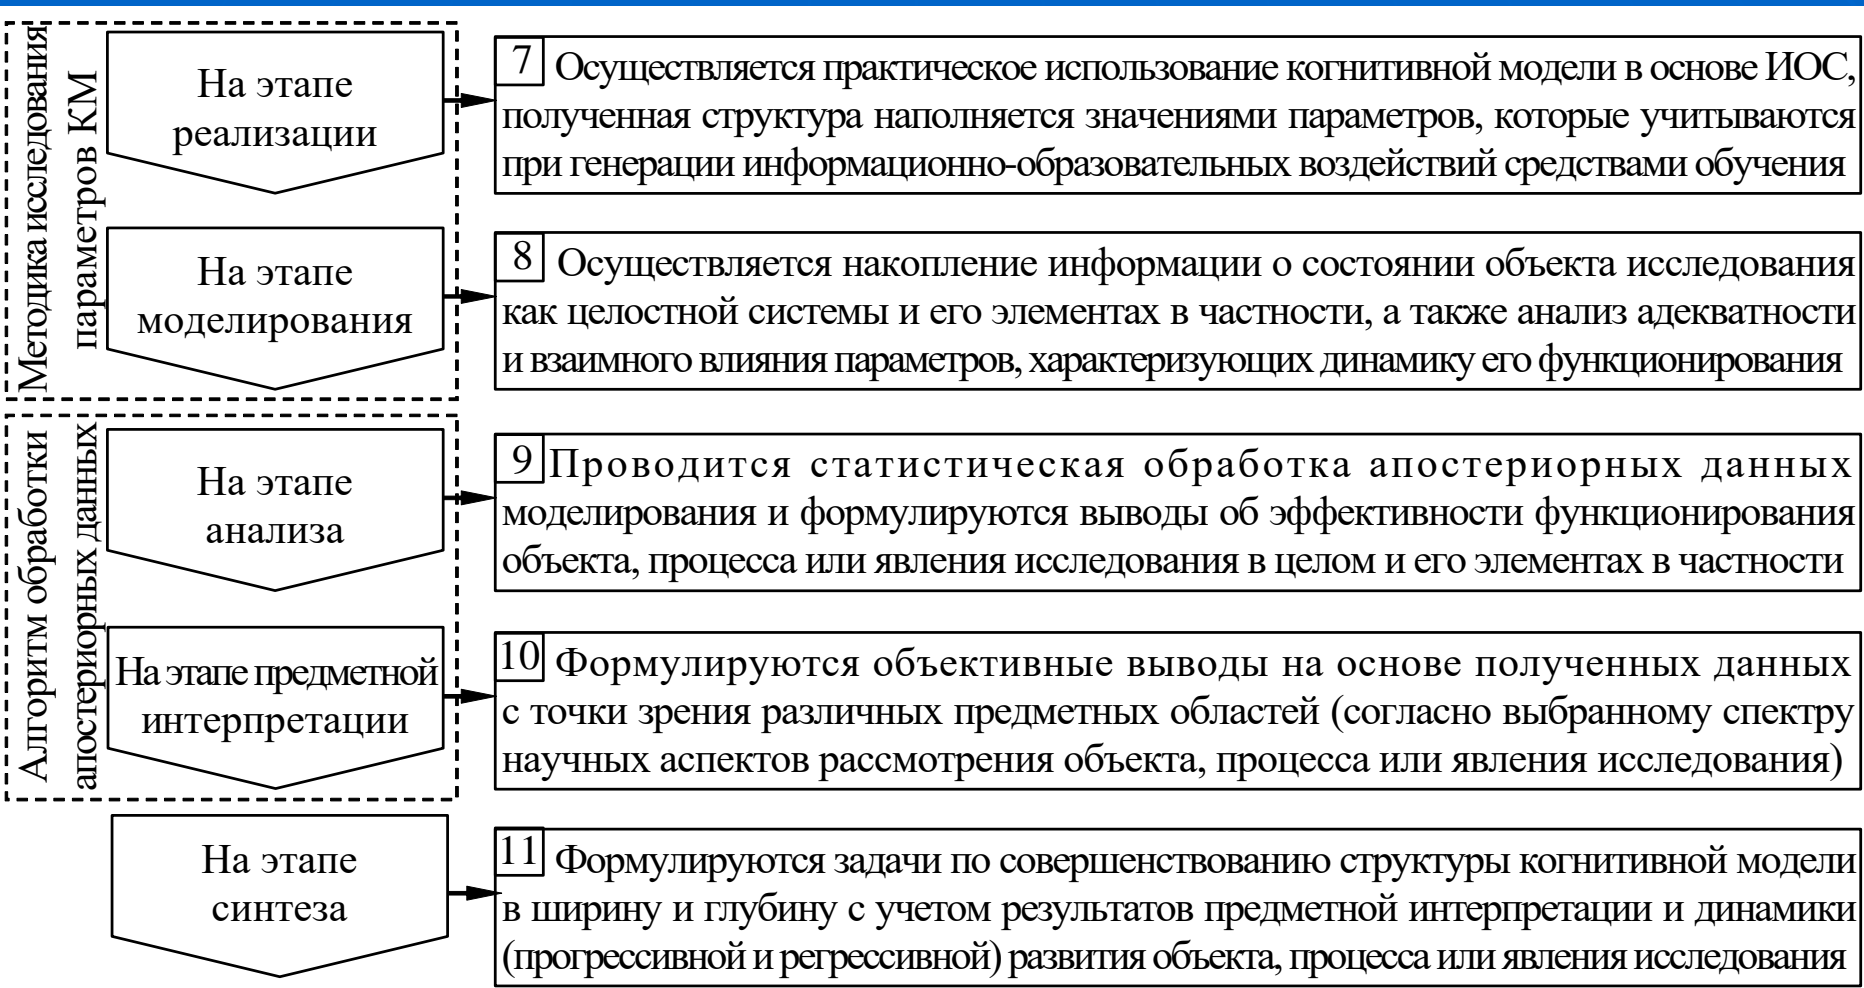 Методика исследования
параметров КМ
На этапе
реализации
7 Осуществляется практическое использование когнитивной модели в основе ИОС,
полученная структура наполняется значениями параметров, которые учитываются
при генерации информационно-образовательных воздействий средствами обучения
На этапе
моделирования
8 Осуществляется накопление информации о состоянии объекта исследования
как целостной системы и его элементах в частности, а также анализ адекватности
и взаимного влияния параметров, характеризующих динамику его функционирования
Алгоритм обработки
апостериорных данных
На этапе
анализа
9 Проводится статистическая обработка апостериорных данных
моделирования и формулируются выводы об эффективности функционирования
объекта, процесса или явления исследования в целом и его элементах в частности
На этапе предметной
интерпретации
10 Формулируются объективные выводы на основе полученных данных
с точки зрения различных предметных областей (согласно выбранному спектру
научных аспектов рассмотрения объекта, процесса или явления исследования)
На этапе
синтеза
11 Формулируются задачи по совершенствованию структуры когнитивной модели
в ширину и глубину с учетом результатов предметной интерпретации и динамики
(прогрессивной и регрессивной) развития объекта, процесса или явления исследования